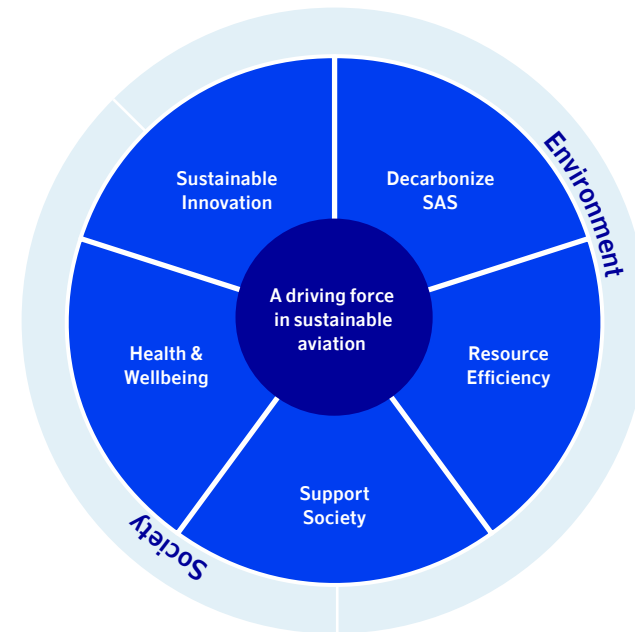 Environment
Sustainable
Innovation
Decarbonize
SAS
A driving force
in sustainable
aviation
Health &
Wellbeing
Resource
Efficiency
Support
Society
Society